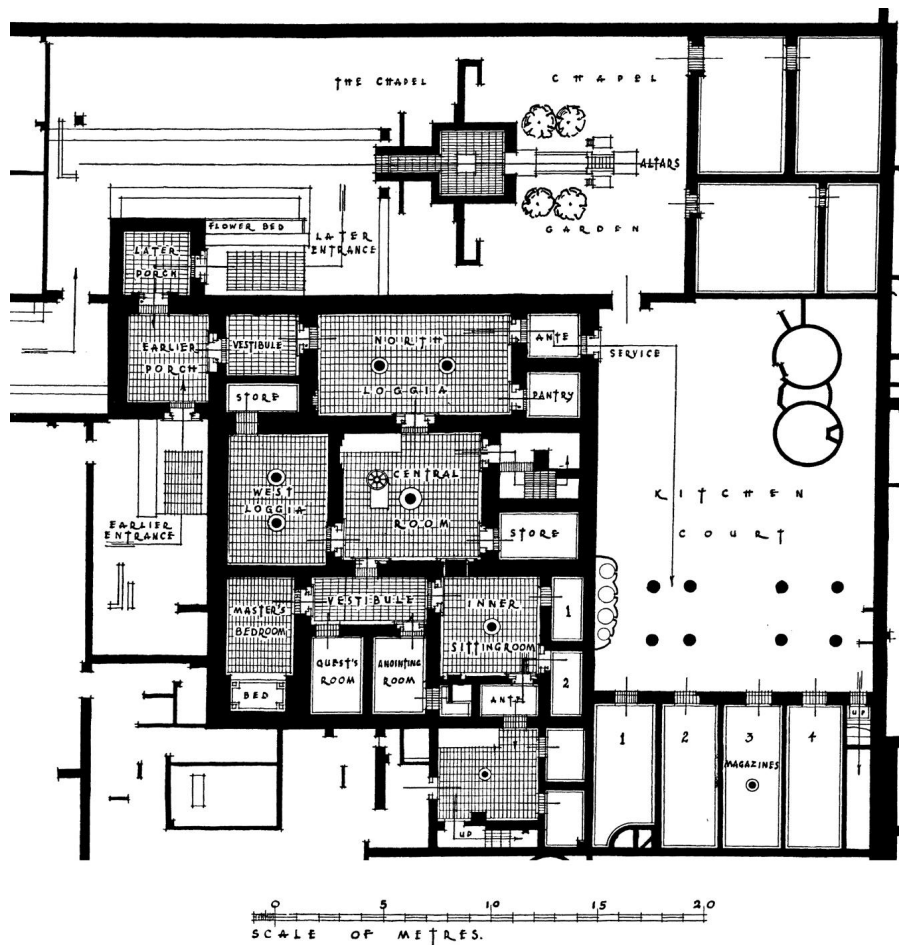 THE CHAPEL
CHAPEL
ALTARS
GARDEN
FLOWER BED
LATER
ENTRANCE
LATER
PORCH
EARLIER
PORCH
VESTIBULE
NORTH
LOGGIA
ANTE
SERVICE
PANTRY
STORE
WEST
LOGGIA
CENTRAL
ROOM
STORE
EARLIER
ENTRANCE
KITCHEN
COURT
MASTER'S
BEDROOM
VESTIBULE
INNER
SITTINGROOM
1
2
BED
GUEST'S
ROOM
ANOINTING
ROOM
ANTE
UP
1
2
3
4
MAGAZINES
UP
0 5 10 15 20
SCALE OF METRES.